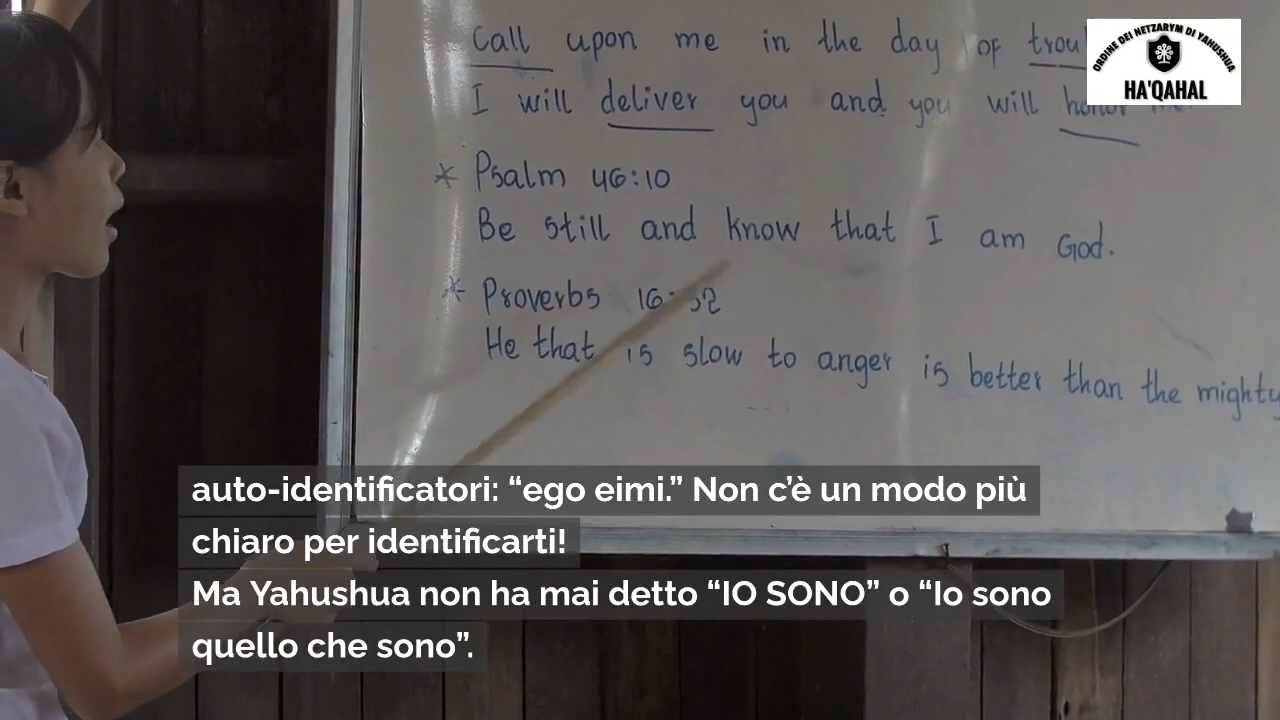 Call upon me in the day of
I will deliver you and you will
* Psalm 46:10
Be still and know that I am God.
* Proverbs 16:
He that is slow to anger is better than the mighty
ORDINE DEI NETZARYM DI YAHUSHUA
HA'QAHAL
auto-identificatori: “ego eimi.” Non c’è un modo più
chiaro per identificarti!
Ma Yahushua non ha mai detto “IO SONO” o “Io sono
quello che sono”.